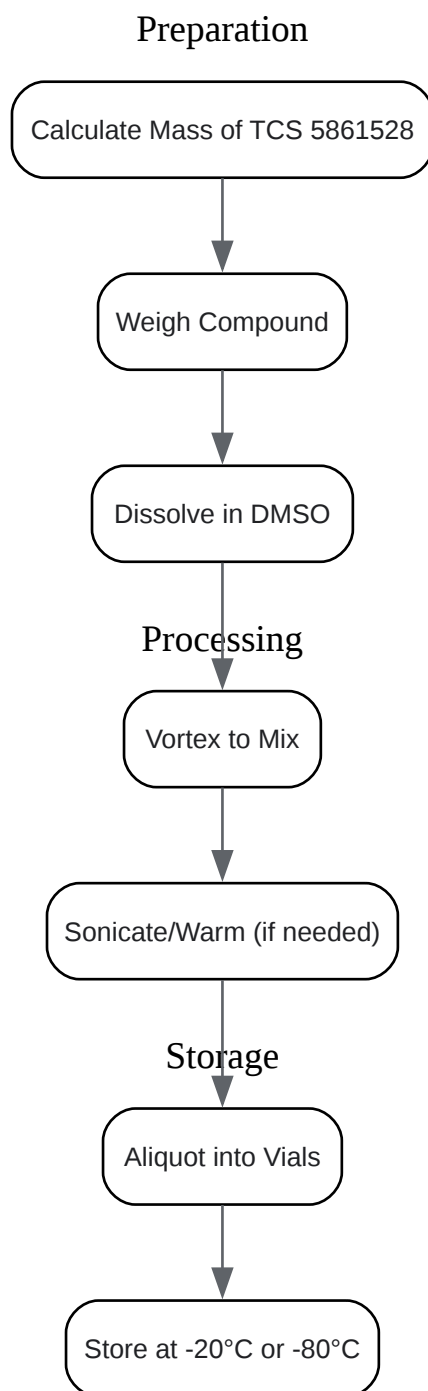 Preparation
Calculate Mass of TCS 5861528
Weigh Compound
Dissolve in DMSO
Processing
Vortex to Mix
Sonicate/Warm (if needed)
Storage
Aliquot into Vials
Store at -20°C or -80°C